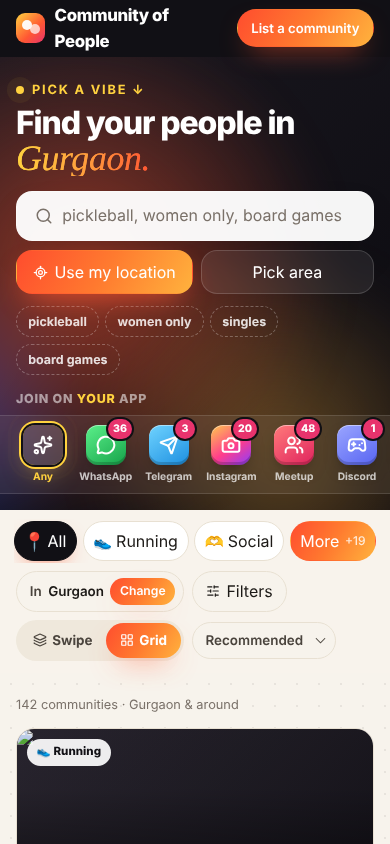 Community of
People
List a community
PICK A VIBE ↓
Find your people in
Gurgaon.
pickleball, women only, board games
Use my location
Pick area
pickleball
women only
singles
board games
JOIN ON YOUR APP
36
3
20
48
1
Any
WhatsApp
Telegram
Instagram
Meetup
Discord
📍 All
👟 Running
🫶 Social
More +19
In Gurgaon Change
Filters
Swipe
Grid
Recommended
142 communities · Gurgaon & around
👟 Running